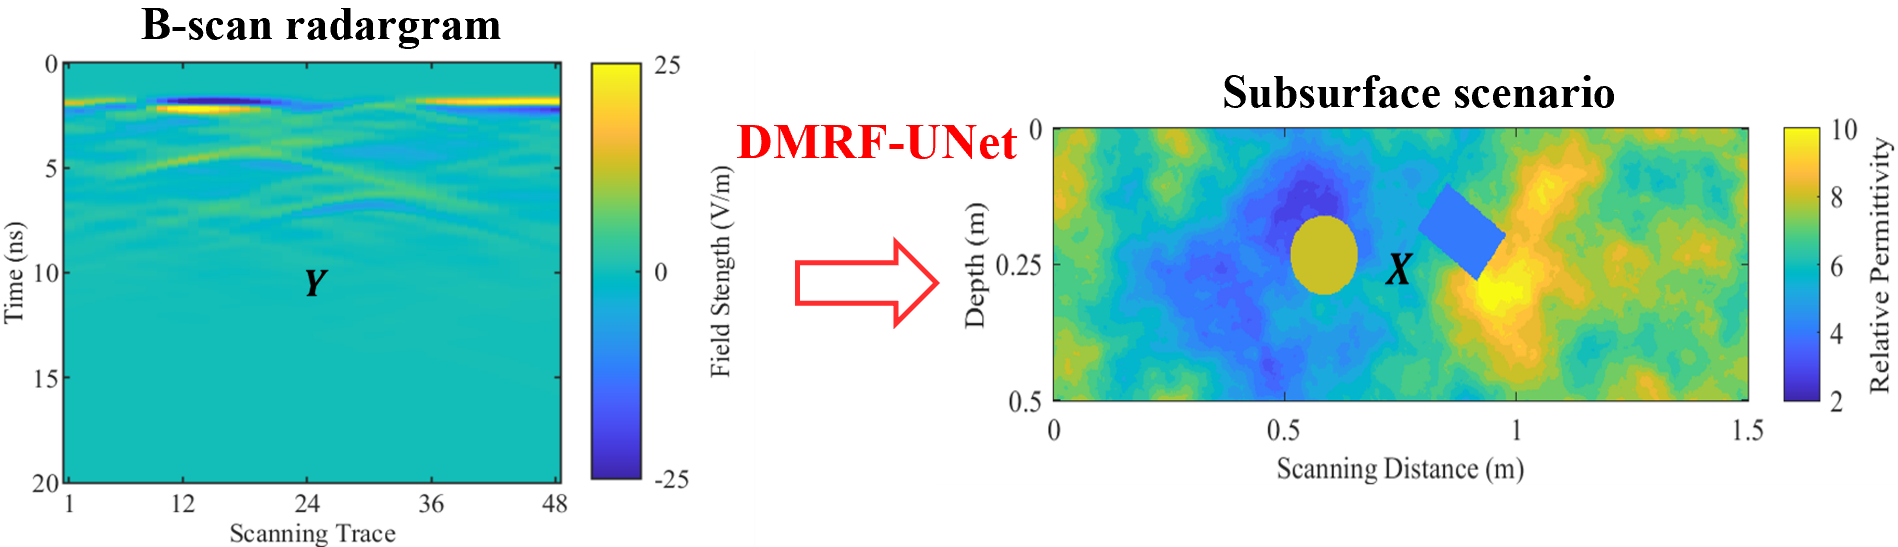 B-scan radargram
0
5
10
15
20
Time (ns)
1
12
24
36
48
Scanning Trace
Y
25
0
-25
Field Stength (V/m)
DMRF-UNet
Subsurface scenario
0
0.25
0.5
Depth (m)
0
0.5
1
1.5
Scanning Distance (m)
X
10
8
6
4
2
Relative Permittivity